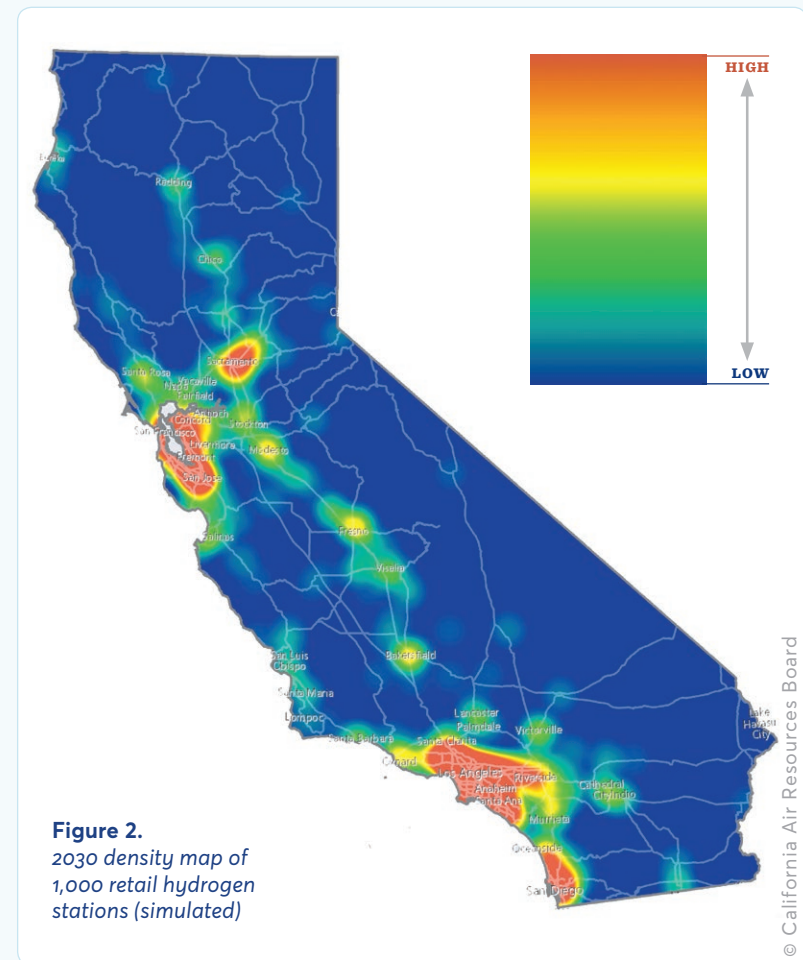 HIGH
LOW
Redding
Chico
Sacramento
Santa Rosa
Vacaville
Napa
Fairfield
Antioch
Concord
Stockton
San Francisco
Livermore
Modesto
Fremont
San Jose
Fresno
Salinas
Visalia
Bakersfield
San Luis
Obispo
Santa Maria
Lompoc
Lancaster
Palmdale
Victorville
Lake
Havasu
City
Santa Barbara
Santa Clarita
Oxnard
Los Angeles
Riverside
Anaheim
Santa Ana
Cathedral
City
Indio
Murrieta
Oceanside
San Diego
Figure 2.
2030 density map of
1,000 retail hydrogen
stations (simulated)
© California Air Resources Board